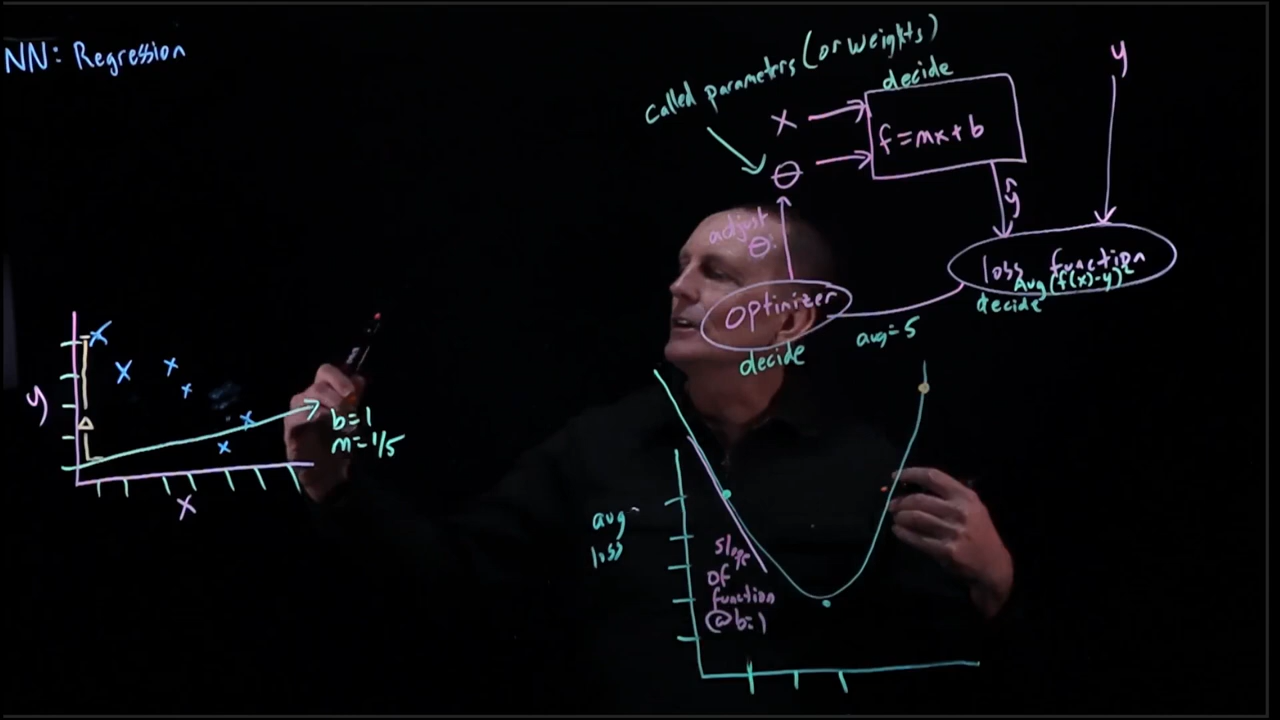 NN: Regression
called parameters (or weights)
decide
y
x
f=mx+b
θ
ŷ
adjust
θ!
loss function
Avg(f(x)-y)²
decide
optimizer
avg=5
decide
y
b=1
m=1/5
x
avg
loss
slope
of
function
@b=1